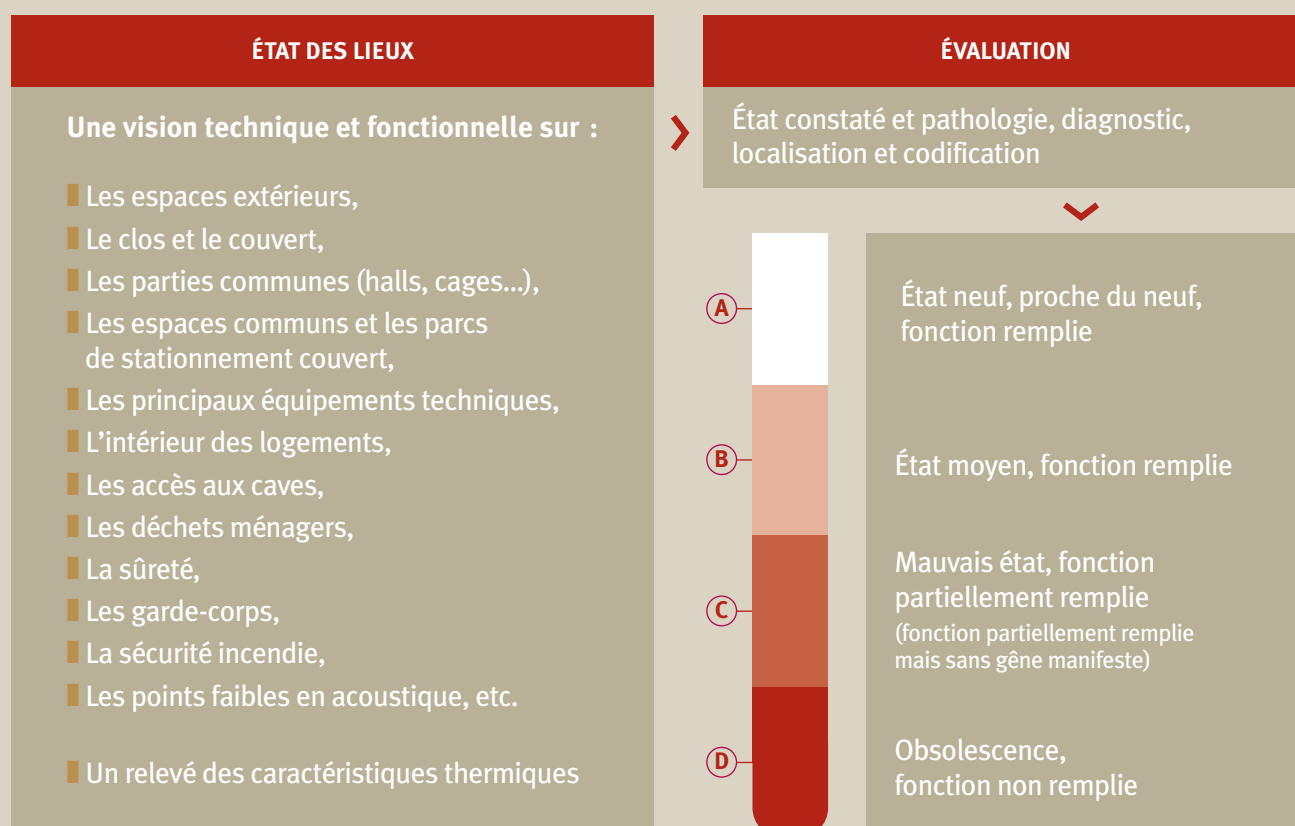 ÉTAT DES LIEUX
Une vision technique et fonctionnelle sur :
Les espaces extérieurs,
Le clos et le couvert,
Les parties communes (halls, cages...),
Les espaces communs et les parcs
de stationnement couvert,
Les principaux équipements techniques,
L’intérieur des logements,
Les accès aux caves,
Les déchets ménagers,
La sûreté,
Les garde-corps,
La sécurité incendie,
Les points faibles en acoustique, etc.
Un relevé des caractéristiques thermiques
ÉVALUATION
État constaté et pathologie, diagnostic,
localisation et codification
A
État neuf, proche du neuf,
fonction remplie
B
État moyen, fonction remplie
C
Mauvais état, fonction
partiellement remplie
(fonction partiellement remplie
mais sans gêne manifeste)
D
Obsolescence,
fonction non remplie